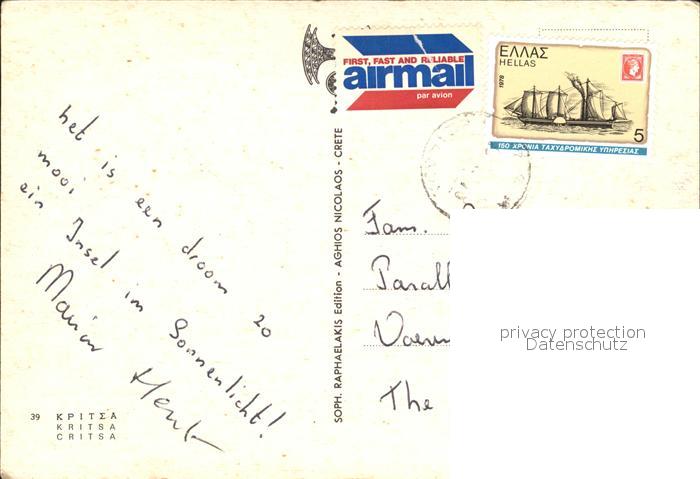 FIRST, FAST AND RELIABLE
airmail
par avion
ΕΛΛΑΣ
HELLAS
1978
5
150 ΧΡΟΝΙΑ ΤΑΧΥΔΡΟΜΙΚΗΣ ΥΠΗΡΕΣΙΑΣ
het is een droom zo
mooi
ein Insel im Sonnenlicht!
Marion Henk
SOPH. RAPHAELAKIS Edition - AGHIOS NICOLAOS - CRETE
Fam.
The
privacy protection
Datenschutz
39 ΚΡΙΤΣΑ
KRITSA
CRITSA